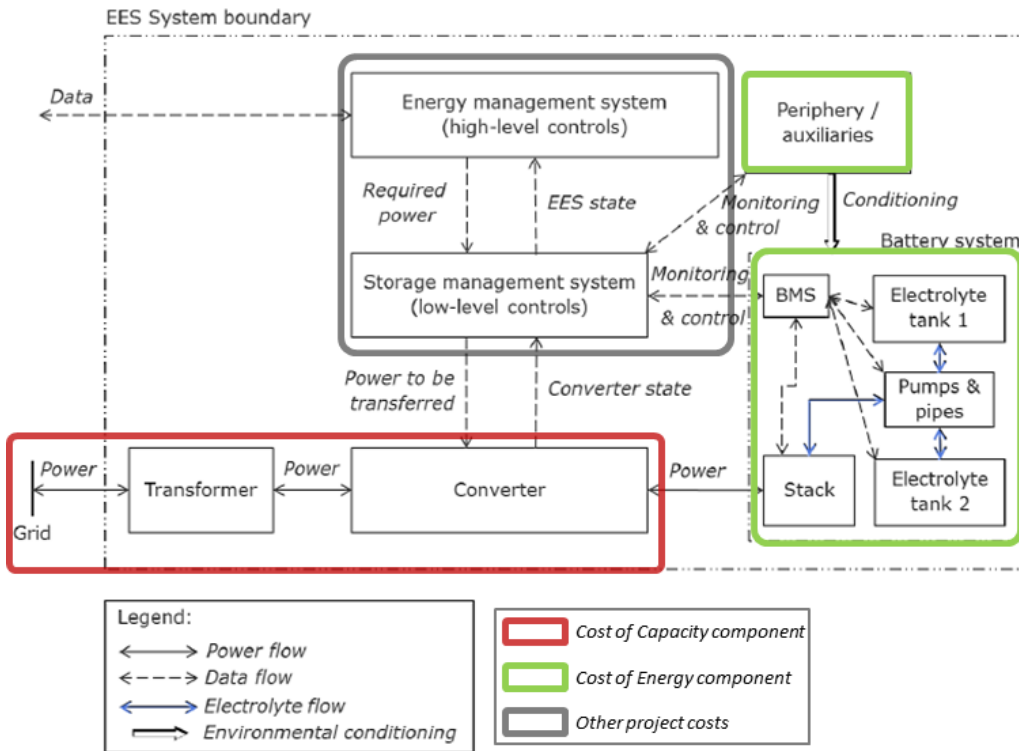 EES System boundary
Data
Energy management system
(high-level controls)
Periphery /
auxiliaries
Required
power
EES state
Monitoring
& control
Conditioning
Battery system
Storage management system
(low-level controls)
Monitoring
& control
BMS
Electrolyte
tank 1
Pumps &
pipes
Power to be
transferred
Converter state
Power
Transformer
Power
Converter
Power
Stack
Electrolyte
tank 2
Grid
Legend:
Power flow
Data flow
Electrolyte flow
Environmental conditioning
Cost of Capacity component
Cost of Energy component
Other project costs